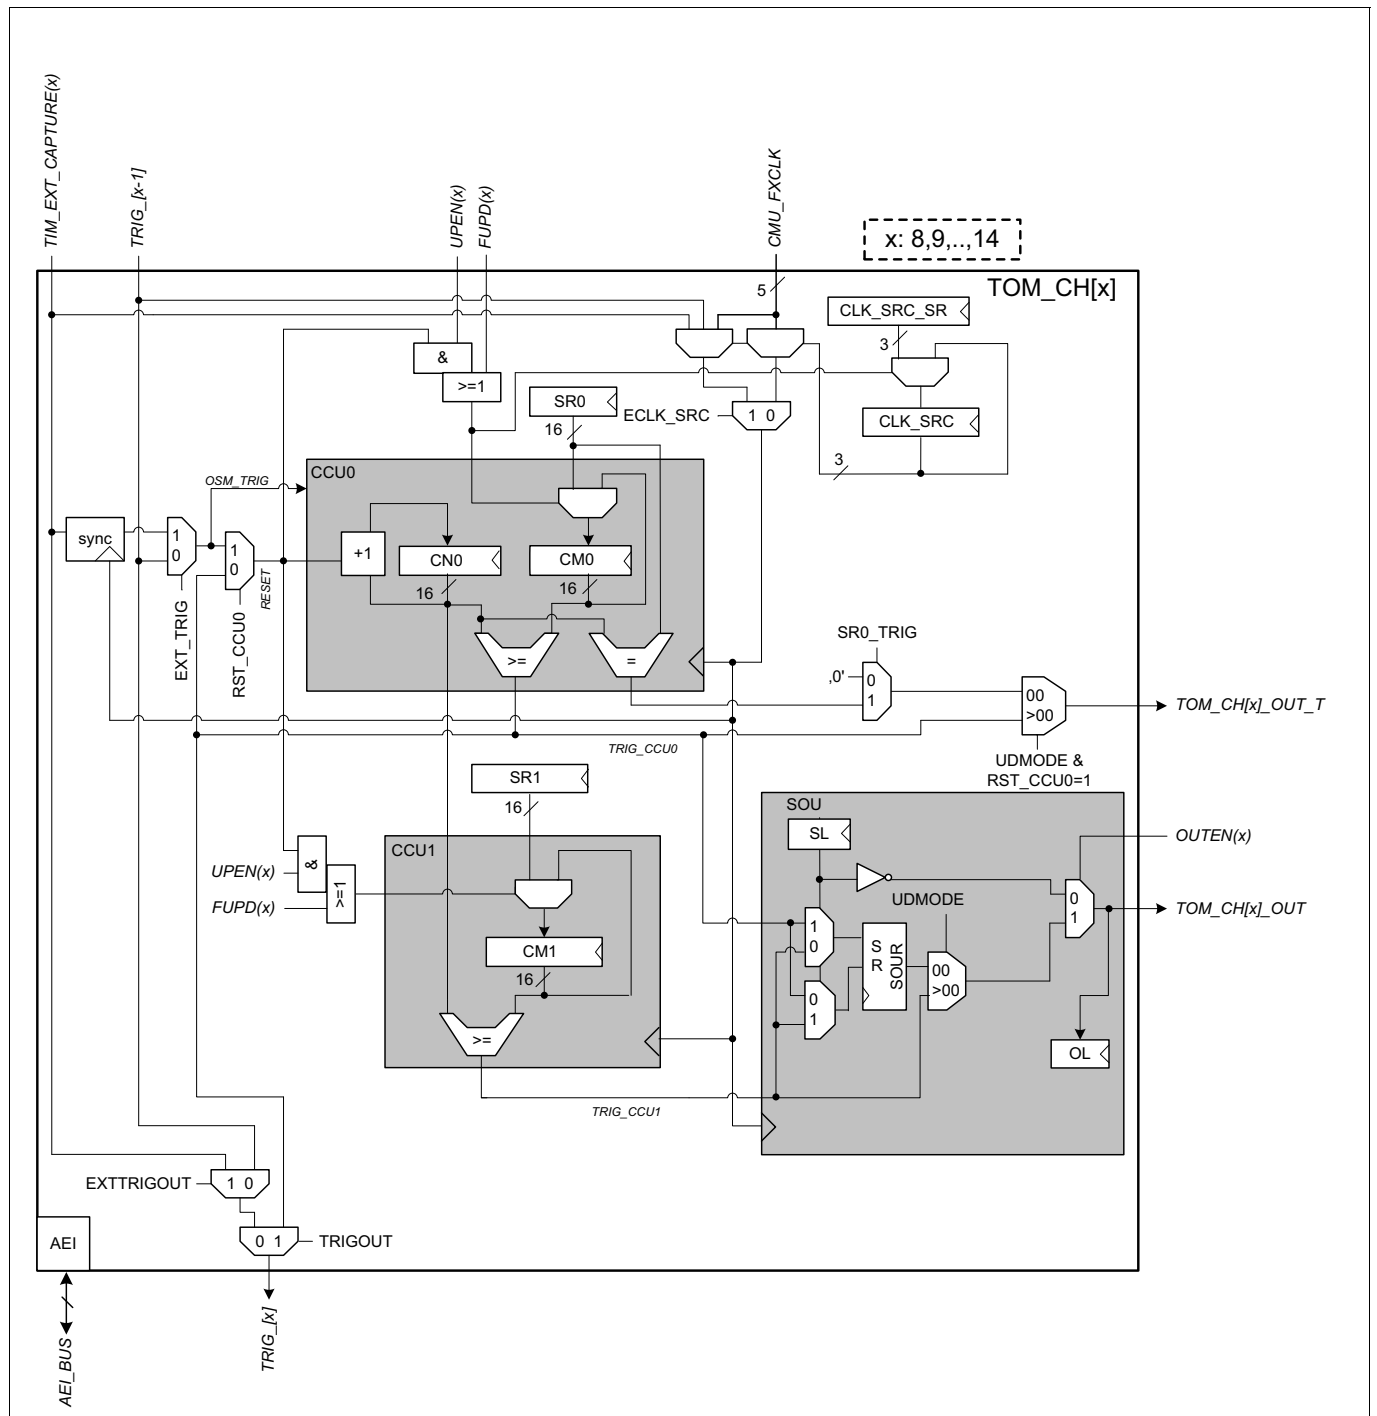 TIM_EXT_CAPTURE(x)
TRIG_[x-1]
UPEN(x)
FUPD(x)
CMU_FXCLK
x: 8,9,..,14
TOM_CH[x]
5
CLK_SRC_SR
3
&
>=1
SR0
16
ECLK_SRC
1 0
CLK_SRC
3
CCU0
OSM_TRIG
sync
1
0
1
0
RESET
EXT_TRIG
RST_CCU0
+1
CN0
16
CM0
16
>=
=
SR0_TRIG
,0'
0
1
00
>00
TOM_CH[x]_OUT_T
UDMODE &
RST_CCU0=1
TRIG_CCU0
SR1
16
SOU
SL
OUTEN(x)
CCU1
&
>=1
UPEN(x)
FUPD(x)
CM1
16
>=
UDMODE
1
0
0
1
S
R
SOUR
00
>00
0
1
TOM_CH[x]_OUT
OL
TRIG_CCU1
EXTTRIGOUT
1 0
0 1
TRIGOUT
AEI
AEI_BUS
TRIG_[x]